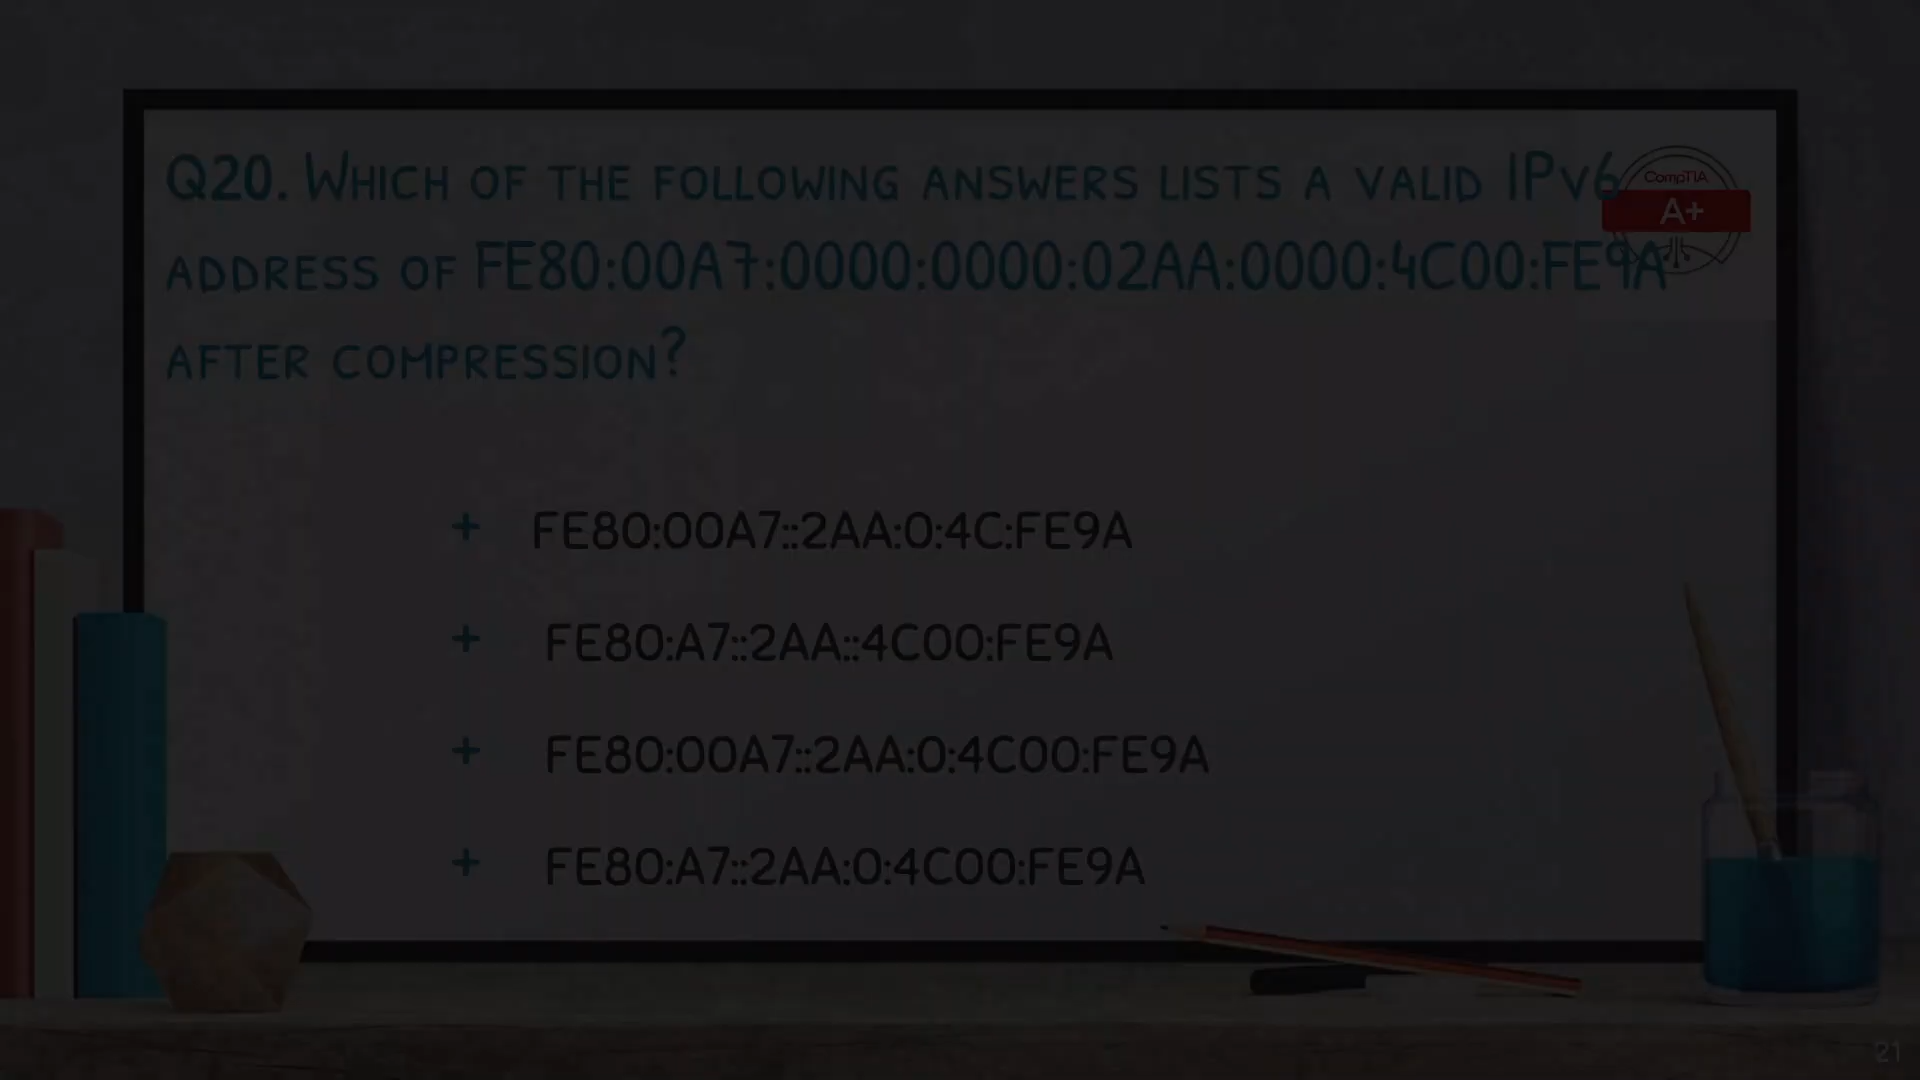 Q20. WHICH OF THE FOLLOWING ANSWERS LISTS A VALID IPv6
ADDRESS OF FE80:00A7:0000:0000:02AA:0000:4C00:FE9A
AFTER COMPRESSION?
CompTIA
A+
+ FE80:00A7::2AA:0:4C:FE9A
+ FE80:A7::2AA::4C00:FE9A
+ FE80:00A7::2AA:0:4C00:FE9A
+ FE80:A7::2AA:0:4C00:FE9A
21